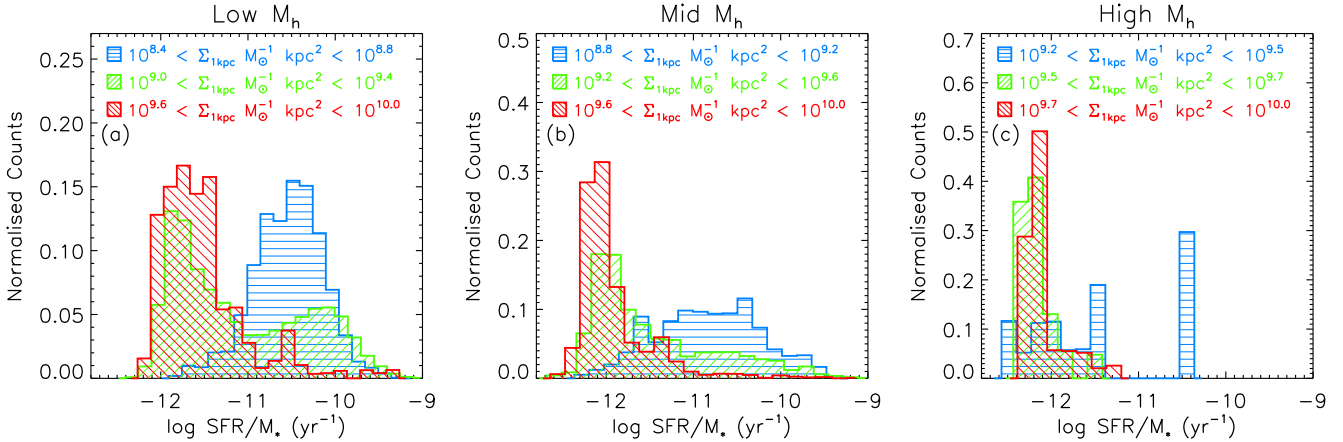 Low M_h
10^8.4 < Σ_1kpc M_⊙^−1 kpc^2 < 10^8.8
10^9.0 < Σ_1kpc M_⊙^−1 kpc^2 < 10^9.4
10^9.6 < Σ_1kpc M_⊙^−1 kpc^2 < 10^10.0
(a)
Normalised Counts
0.25
0.20
0.15
0.10
0.05
0.00
−12 −11 −10 −9
log SFR/M_* (yr^−1)
Mid M_h
10^8.8 < Σ_1kpc M_⊙^−1 kpc^2 < 10^9.2
10^9.2 < Σ_1kpc M_⊙^−1 kpc^2 < 10^9.6
10^9.6 < Σ_1kpc M_⊙^−1 kpc^2 < 10^10.0
(b)
Normalised Counts
0.5
0.4
0.3
0.2
0.1
0.0
−12 −11 −10 −9
log SFR/M_* (yr^−1)
High M_h
10^9.2 < Σ_1kpc M_⊙^−1 kpc^2 < 10^9.5
10^9.5 < Σ_1kpc M_⊙^−1 kpc^2 < 10^9.7
10^9.7 < Σ_1kpc M_⊙^−1 kpc^2 < 10^10.0
(c)
Normalised Counts
0.7
0.6
0.5
0.4
0.3
0.2
0.1
0.0
−12 −11 −10 −9
log SFR/M_* (yr^−1)